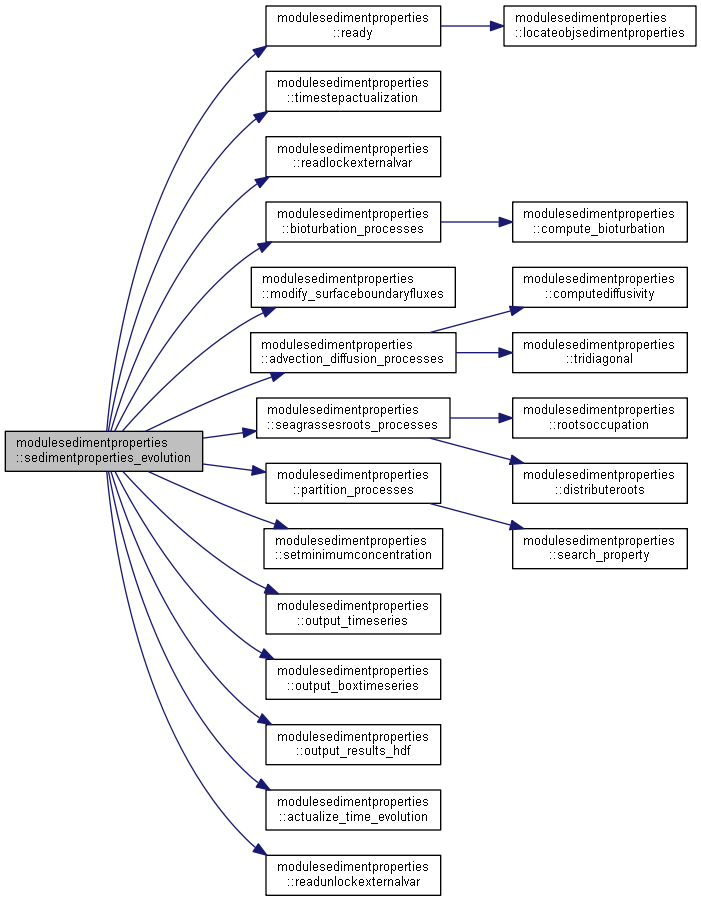 modulesedimentproperties
::sedimentproperties_evolution
modulesedimentproperties
::ready
modulesedimentproperties
::locateobjsedimentproperties
modulesedimentproperties
::timestepactualization
modulesedimentproperties
::readlockexternalvar
modulesedimentproperties
::bioturbation_processes
modulesedimentproperties
::compute_bioturbation
modulesedimentproperties
::modify_surfaceboundaryfluxes
modulesedimentproperties
::advection_diffusion_processes
modulesedimentproperties
::computediffusivity
modulesedimentproperties
::tridiagonal
modulesedimentproperties
::seagrassesroots_processes
modulesedimentproperties
::rootsoccupation
modulesedimentproperties
::distributeroots
modulesedimentproperties
::partition_processes
modulesedimentproperties
::search_property
modulesedimentproperties
::setminimumconcentration
modulesedimentproperties
::output_timeseries
modulesedimentproperties
::output_boxtimeseries
modulesedimentproperties
::output_results_hdf
modulesedimentproperties
::actualize_time_evolution
modulesedimentproperties
::readunlockexternalvar